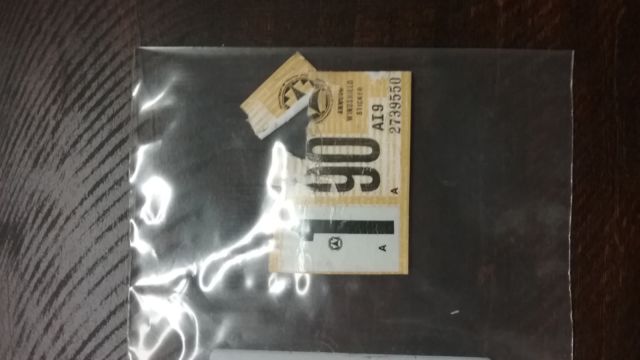 ANNUAL
WINDSHIELD
STICKER
AI9
2739550
90
A
1
A